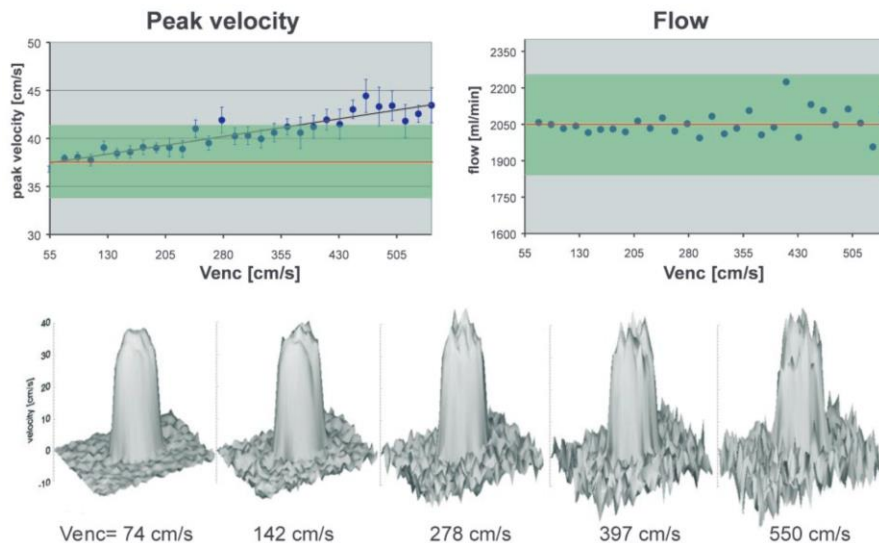 Peak velocity
50
45
40
35
30
peak velocity [cm/s]
55 130 205 280 355 430 505
Venc [cm/s]
Flow
2350
2200
2050
1900
1750
1600
flow [ml/min]
55 130 205 280 355 430 505
Venc [cm/s]
40
30
20
10
0
-10
velocity [cm/s]
Venc= 74 cm/s 142 cm/s 278 cm/s 397 cm/s 550 cm/s